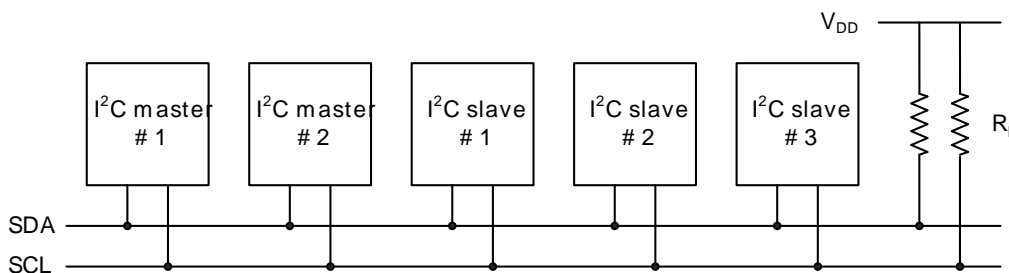 V_DD
I²C master
# 1
I²C master
# 2
I²C slave
# 1
I²C slave
# 2
I²C slave
# 3
R
SDA
SCL